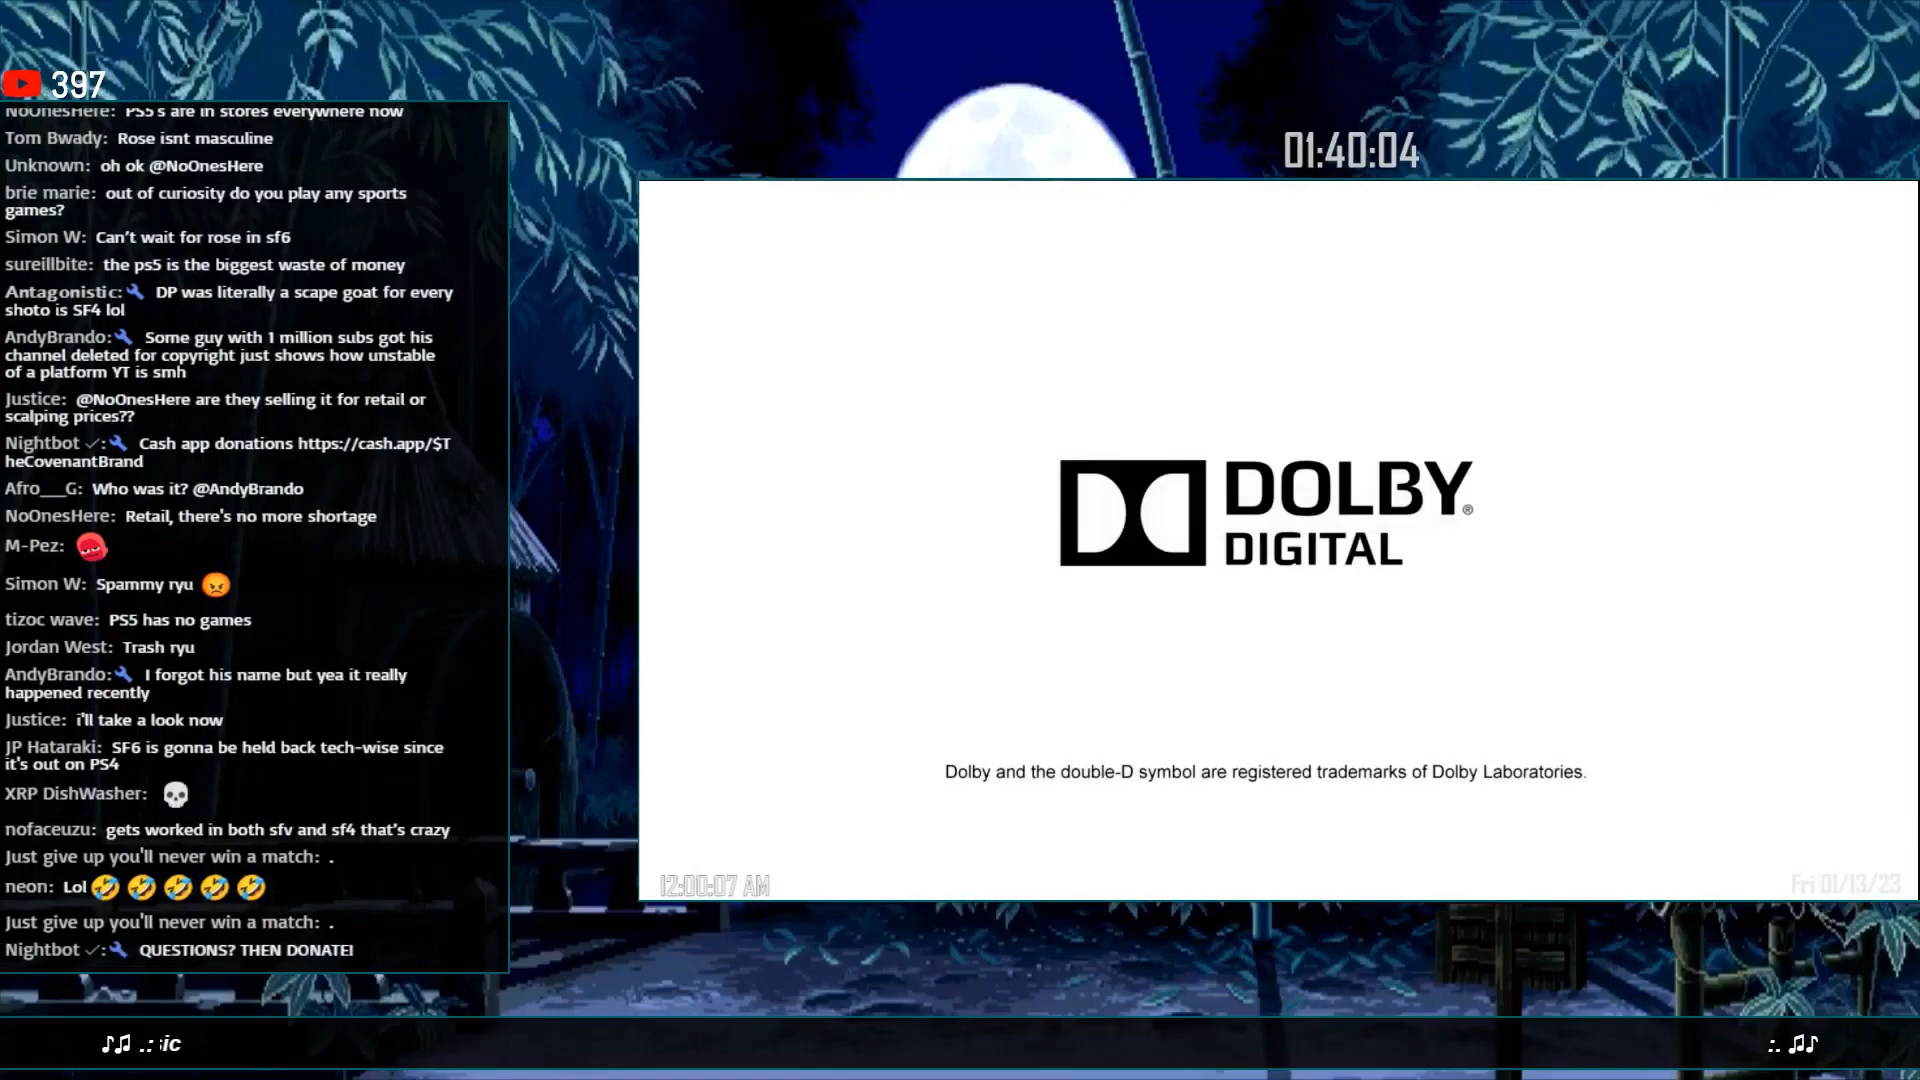 397
NoOnesHere: PS5's are in stores everywhere now
Tom Bwady: Rose isnt masculine
Unknown: oh ok @NoOnesHere
brie marie: out of curiosity do you play any sports
games?
Simon W: Can't wait for rose in sf6
sureillbite: the ps5 is the biggest waste of money
Antagonistic: DP was literally a scape goat for every
shoto is SF4 lol
AndyBrando: Some guy with 1 million subs got his
channel deleted for copyright just shows how unstable
of a platform YT is smh
Justice: @NoOnesHere are they selling it for retail or
scalping prices??
Nightbot ✓: Cash app donations https://cash.app/$T
heCovenantBrand
Afro__G: Who was it? @AndyBrando
NoOnesHere: Retail, there's no more shortage
M-Pez:
Simon W: Spammy ryu 😡
tizoc wave: PS5 has no games
Jordan West: Trash ryu
AndyBrando: I forgot his name but yea it really
happened recently
Justice: i'll take a look now
JP Hataraki: SF6 is gonna be held back tech-wise since
it's out on PS4
XRP DishWasher: 💀
nofaceuzu: gets worked in both sfv and sf4 that's crazy
Just give up you'll never win a match: .
neon: Lol 🤣 🤣 🤣 🤣 🤣
Just give up you'll never win a match: .
Nightbot ✓: QUESTIONS? THEN DONATE!
01:40:04
DOLBY®
DIGITAL
Dolby and the double-D symbol are registered trademarks of Dolby Laboratories.
12:00:07 AM
Fri 01/13/23
♪♫ .: sic
:. ♫♪